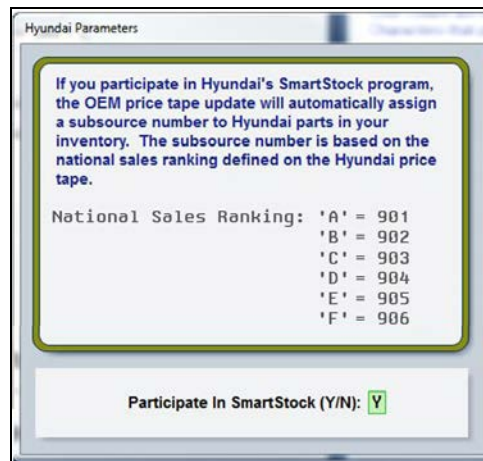 Hyundai Parameters
If you participate in Hyundai's SmartStock program,
the OEM price tape update will automatically assign
a subsource number to Hyundai parts in your
inventory. The subsource number is based on the
national sales ranking defined on the Hyundai price
tape.
National Sales Ranking: 'A' = 901
'B' = 902
'C' = 903
'D' = 904
'E' = 905
'F' = 906
Participate In SmartStock (Y/N): Y